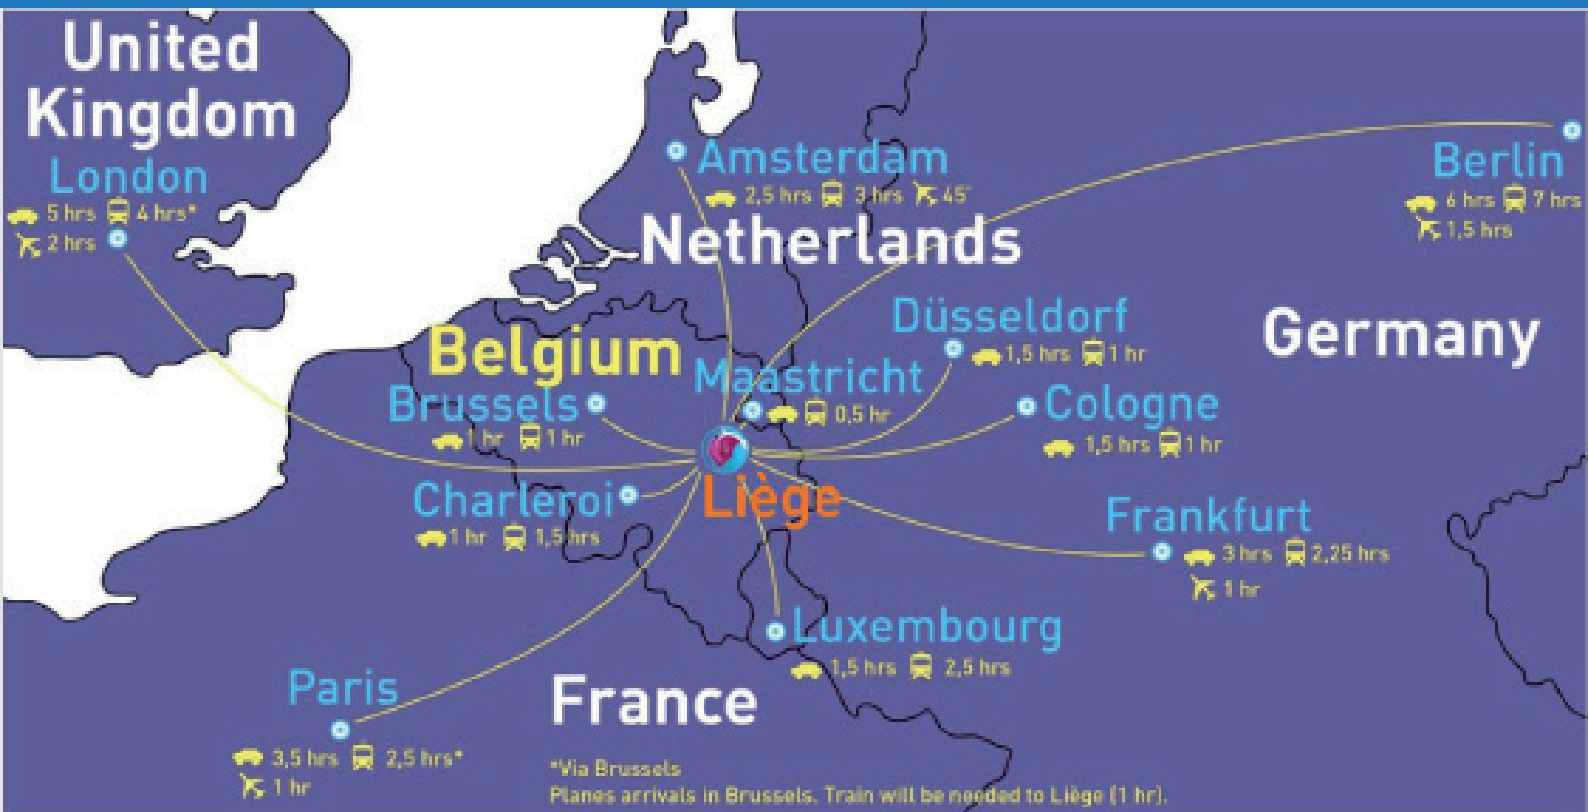 United
Kingdom
London
5 hrs 4 hrs*
2 hrs
Amsterdam
2,5 hrs 3 hrs 45'
Netherlands
Berlin
6 hrs 7 hrs
1,5 hrs
Germany
Düsseldorf
1,5 hrs 1 hr
Belgium
Maastricht
0,5 hr
Brussels
1 hr 1 hr
Cologne
1,5 hrs 1 hr
Liège
Charleroi
1 hr 1,5 hrs
Frankfurt
3 hrs 2,25 hrs
1 hr
Luxembourg
1,5 hrs 2,5 hrs
Paris
3,5 hrs 2,5 hrs*
1 hr
France
*Via Brussels
Planes arrivals in Brussels. Train will be needed to Liège (1 hr).